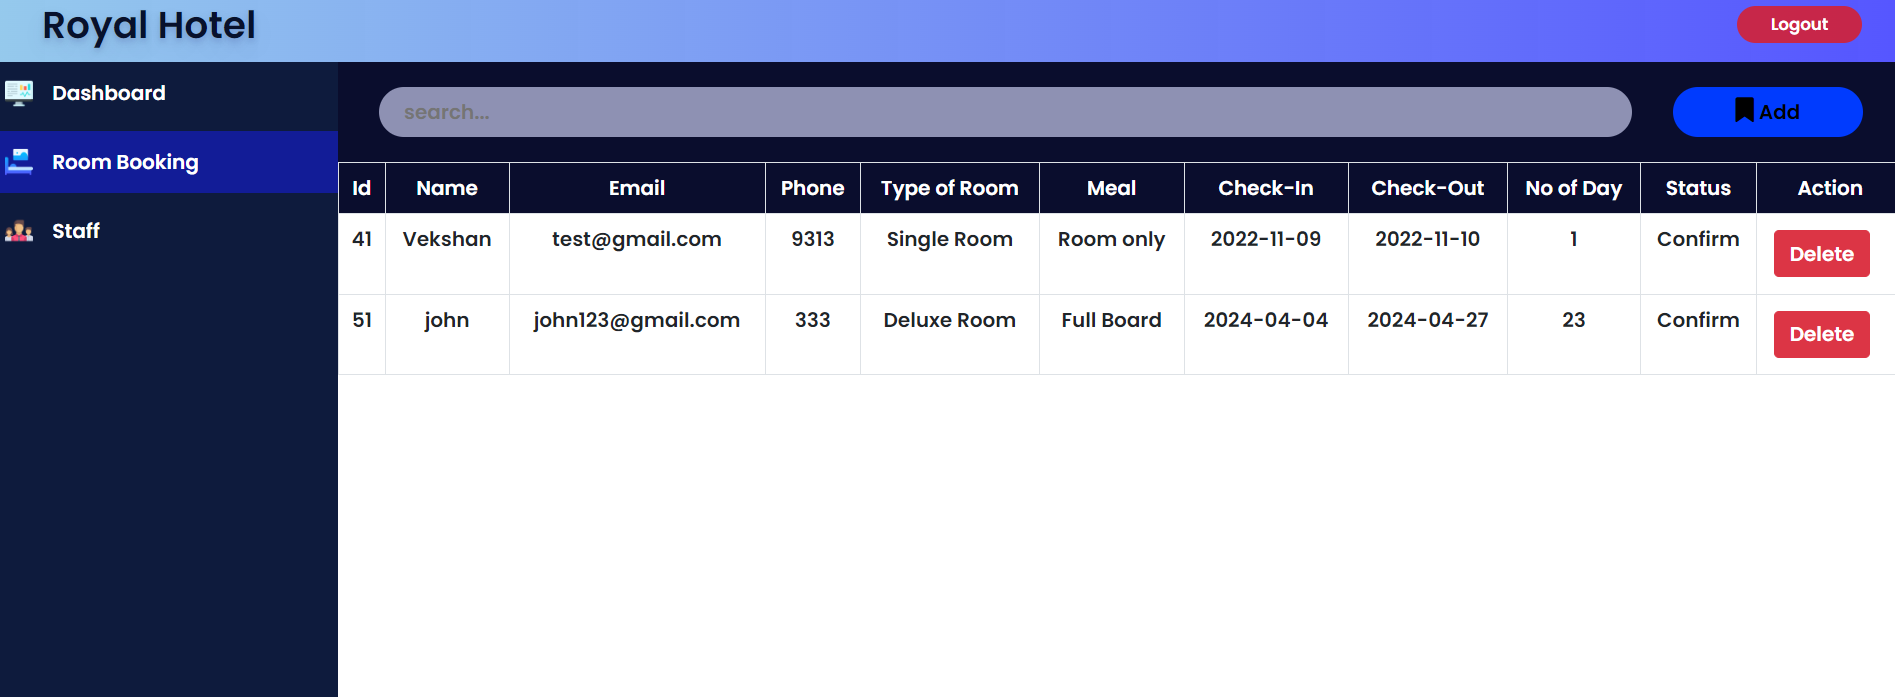 Royal Hotel
Logout
Dashboard
Room Booking
Staff
search...
Add
Id Name Email Phone Type of Room Meal Check-In Check-Out No of Day Status Action
41 Vekshan test@gmail.com 9313 Single Room Room only 2022-11-09 2022-11-10 1 Confirm Delete
51 john john123@gmail.com 333 Deluxe Room Full Board 2024-04-04 2024-04-27 23 Confirm Delete